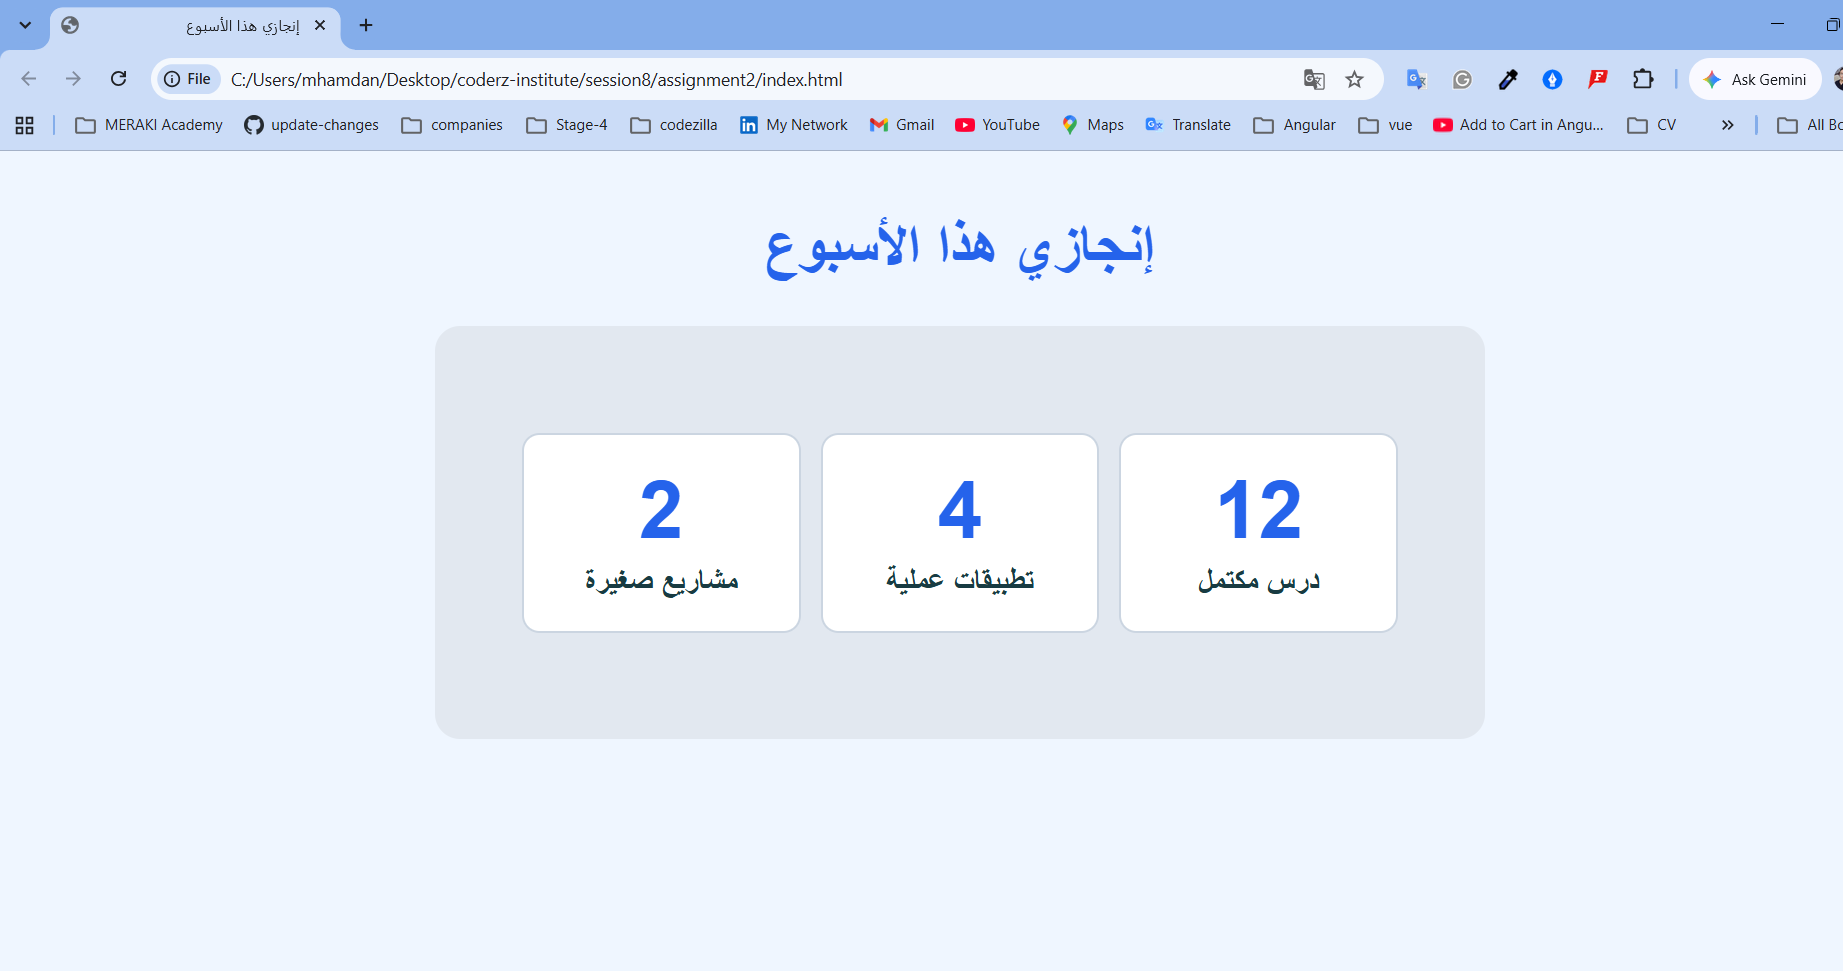 إنجازي هذا الأسبوع
File C:/Users/mhamdan/Desktop/coderz-institute/session8/assignment2/index.html Ask Gemini
MERAKI Academy update-changes companies Stage-4 codezilla My Network Gmail YouTube Maps Translate Angular vue Add to Cart in Angu... CV » All
إنجازي هذا الأسبوع
12 4 2
درس مكتمل تطبيقات عملية مشاريع صغيرة